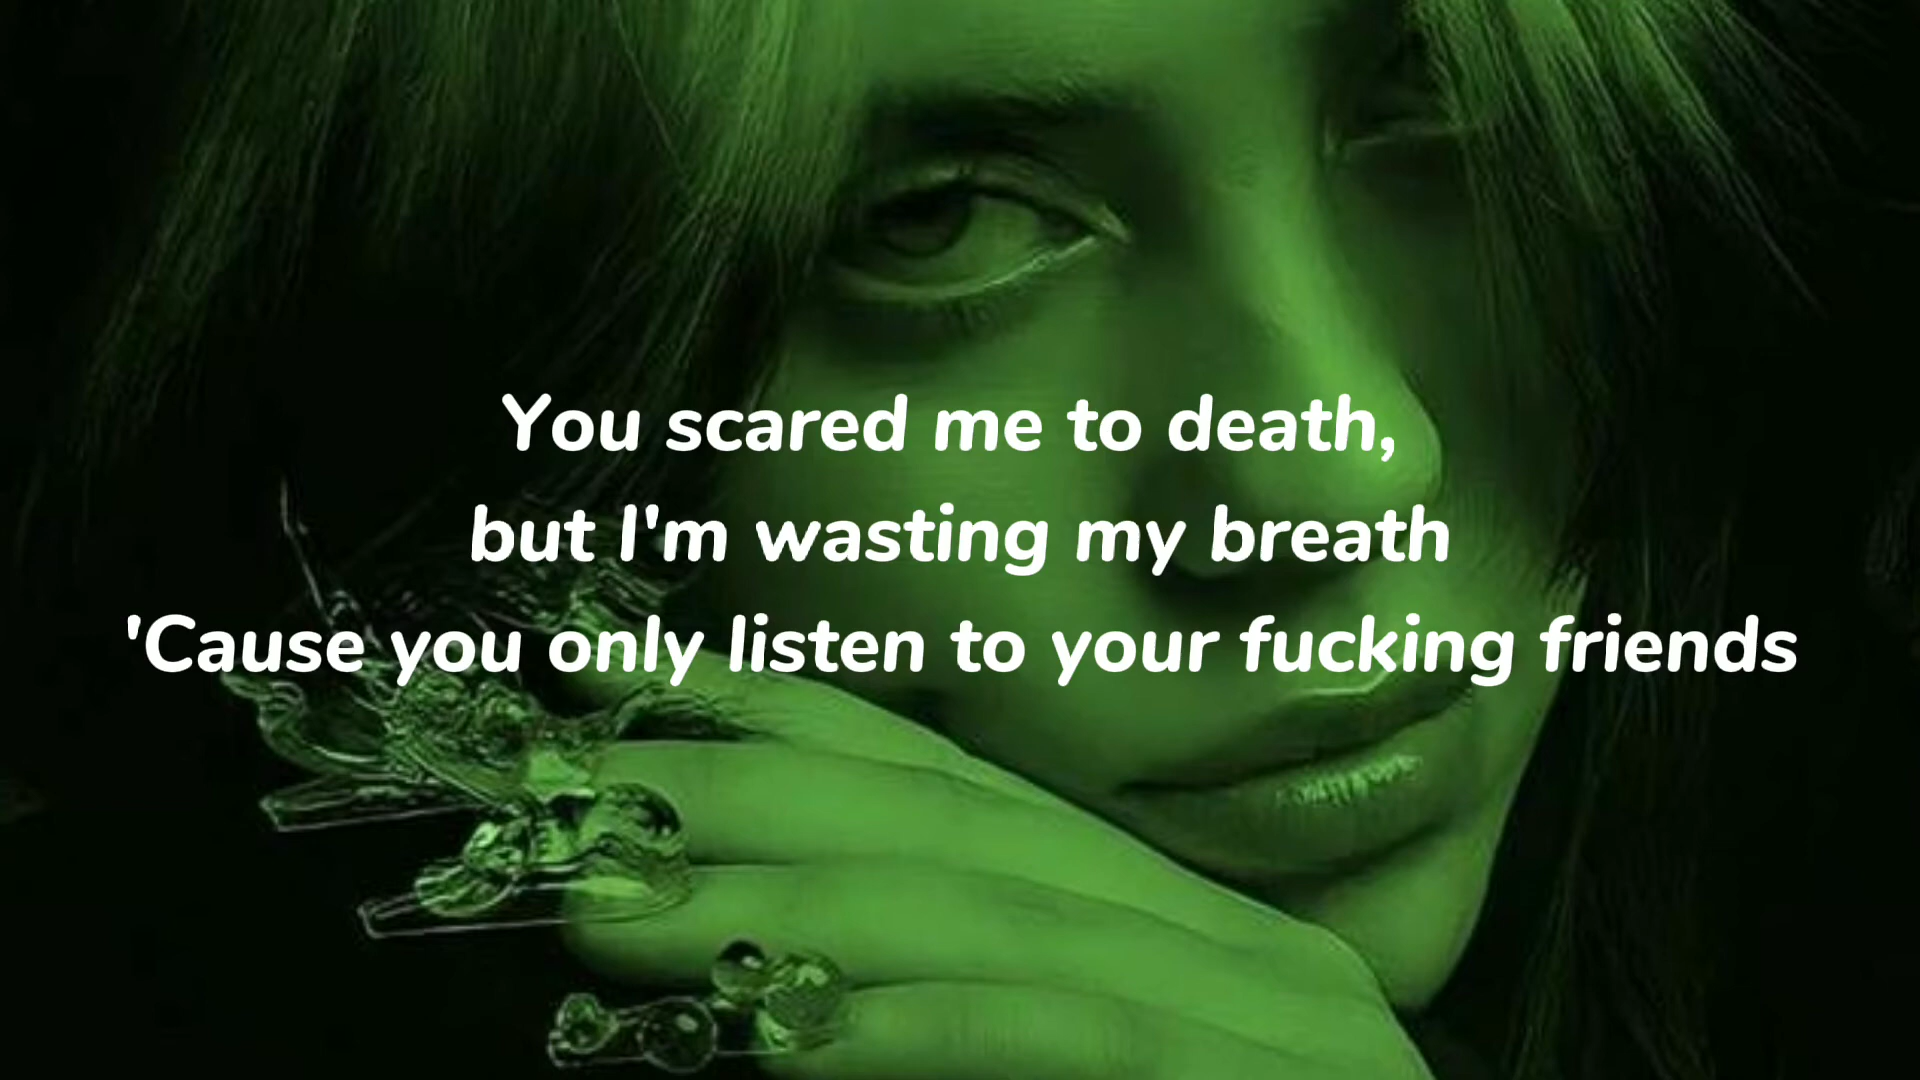 You scared me to death,
but I'm wasting my breath
'Cause you only listen to your fucking friends